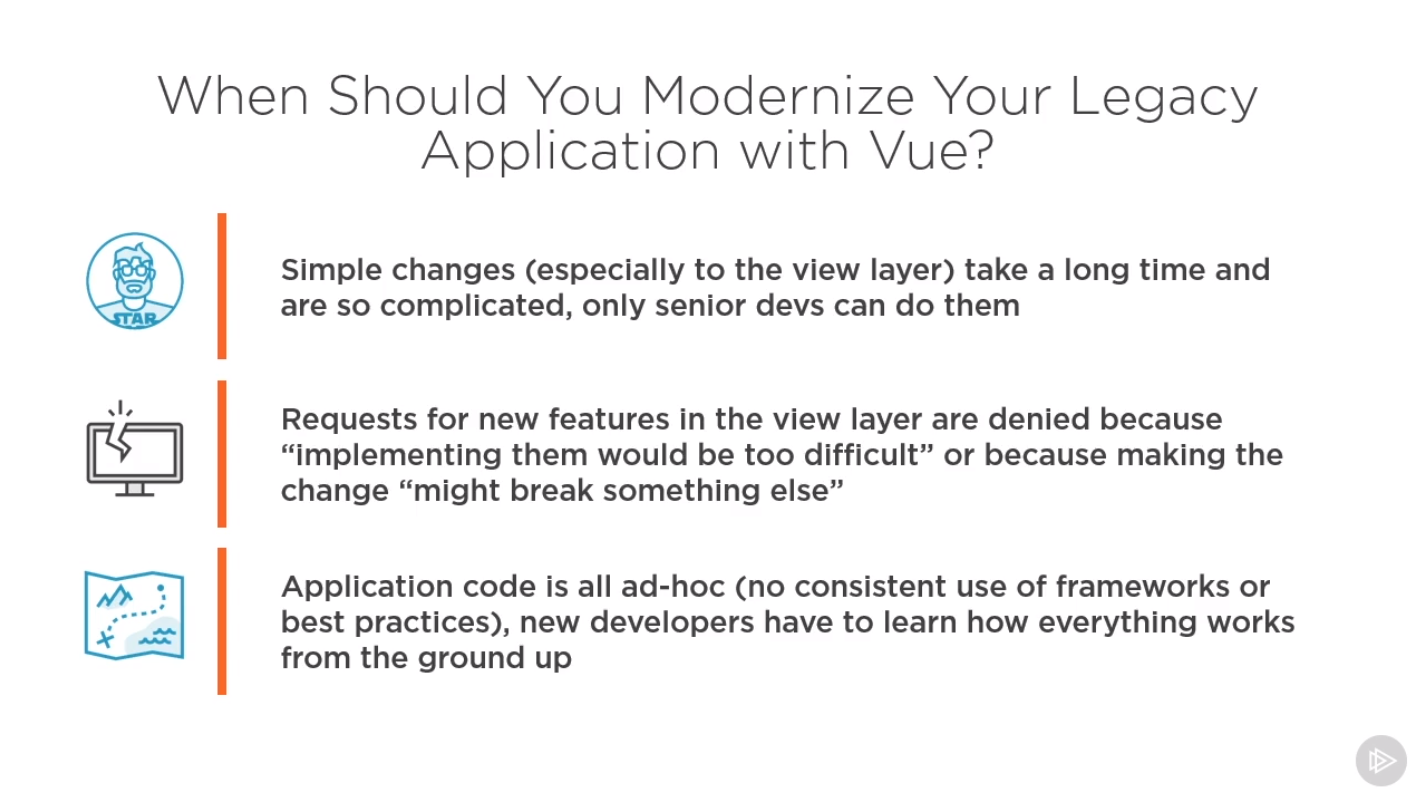 When Should You Modernize Your Legacy
Application with Vue?
STAR
Simple changes (especially to the view layer) take a long time and
are so complicated, only senior devs can do them
Requests for new features in the view layer are denied because
“implementing them would be too difficult” or because making the
change “might break something else”
Application code is all ad-hoc (no consistent use of frameworks or
best practices), new developers have to learn how everything works
from the ground up